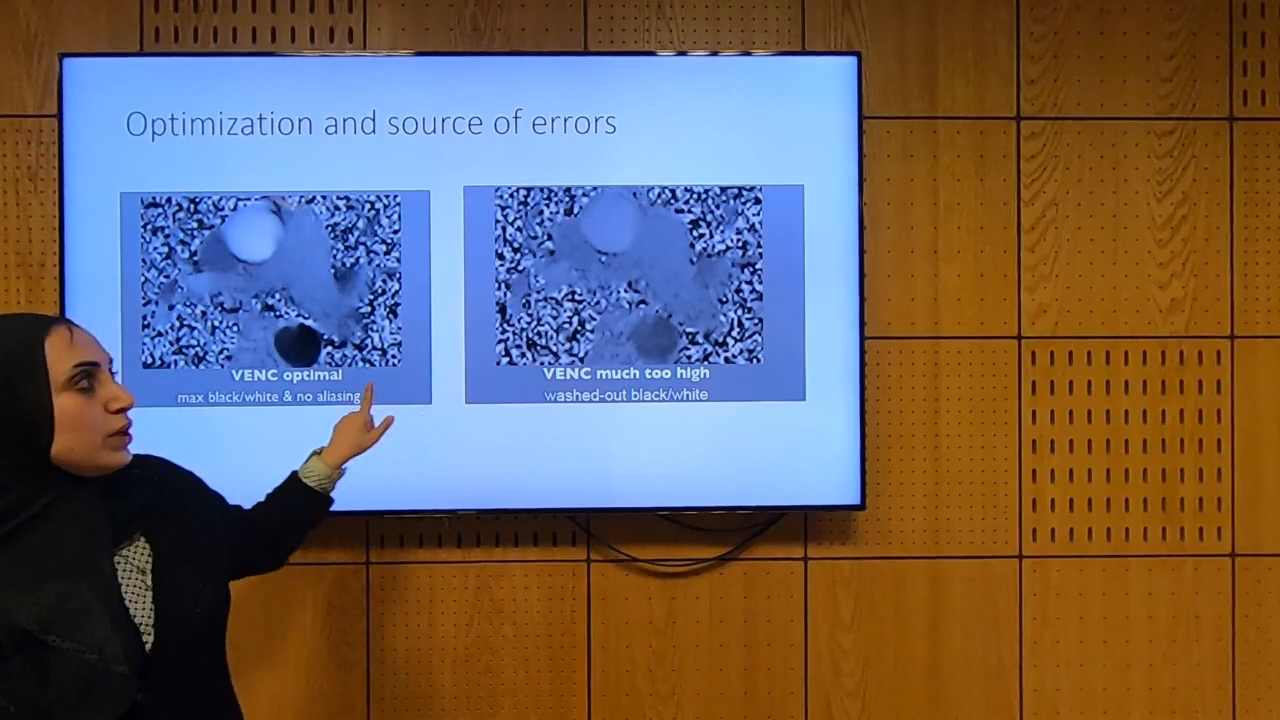 Optimization and source of errors
VENC optimal
max black/white & no aliasing
VENC much too high
washed-out black/white